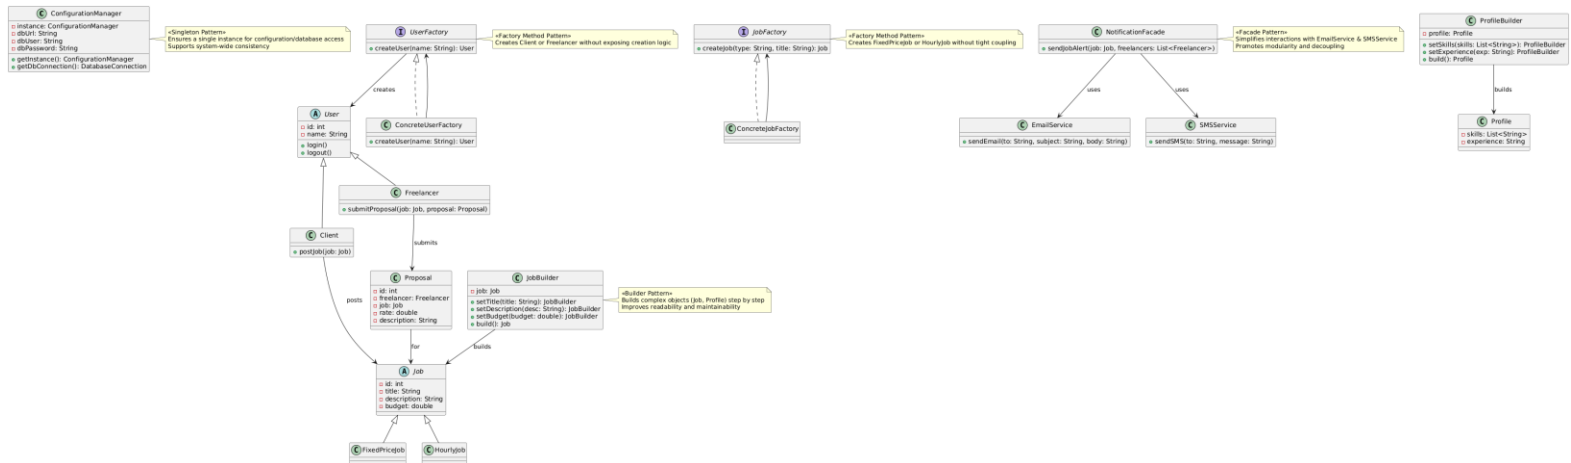 ConfigurationManager
instance: ConfigurationManager
dbUrl: String
dbUser: String
dbPassword: String
getInstance(): ConfigurationManager
getDbConnection(): DatabaseConnection
«Singleton Pattern»
Ensures a single instance for configuration/database access
Supports system-wide consistency
UserFactory
createUser(name: String): User
«Factory Method Pattern»
Creates Client or Freelancer without exposing creation logic
JobFactory
createJob(type: String, title: String): Job
«Factory Method Pattern»
Creates FixedPriceJob or HourlyJob without tight coupling
NotificationFacade
sendJobAlert(job: Job, freelancers: List<Freelancer>)
«Facade Pattern»
Simplifies interactions with EmailService & SMSService
Promotes modularity and decoupling
ProfileBuilder
profile: Profile
setSkills(skills: List<String>): ProfileBuilder
setExperience(exp: String): ProfileBuilder
build(): Profile
creates
uses
uses
builds
User
id: int
name: String
login()
logout()
ConcreteUserFactory
createUser(name: String): User
ConcreteJobFactory
EmailService
sendEmail(to: String, subject: String, body: String)
SMSService
sendSMS(to: String, message: String)
Profile
skills: List<String>
experience: String
Freelancer
submitProposal(job: Job, proposal: Proposal)
Client
postJob(job: Job)
submits
Proposal
id: int
freelancer: Freelancer
job: Job
rate: double
description: String
JobBuilder
job: Job
setTitle(title: String): JobBuilder
setDescription(desc: String): JobBuilder
setBudget(budget: double): JobBuilder
build(): Job
«Builder Pattern»
Builds complex objects (Job, Profile) step by step
Improves readability and maintainability
posts
for
builds
Job
id: int
title: String
description: String
budget: double
FixedPriceJob
HourlyJob